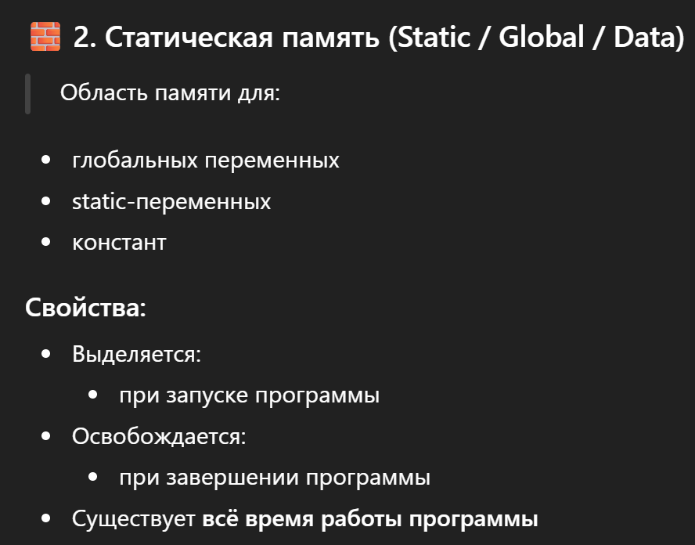 🧱 2. Статическая память (Static / Global / Data)
Область памяти для:
• глобальных переменных
• static-переменных
• констант
Свойства:
• Выделяется:
• при запуске программы
• Освобождается:
• при завершении программы
• Существует всё время работы программы